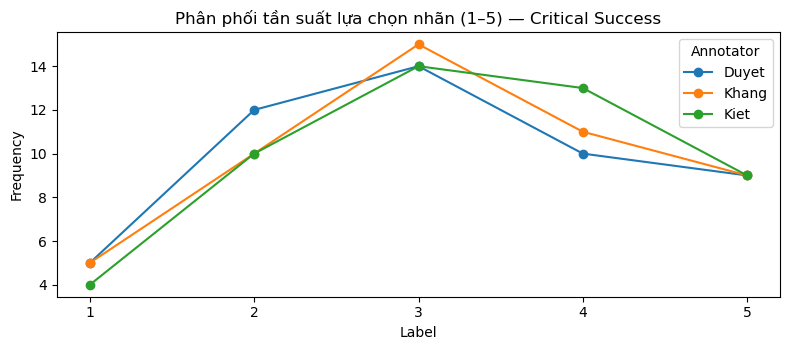 Phân phối tần suất lựa chọn nhãn (1–5) — Critical Success
Annotator
Duyet
Khang
Kiet
Frequency
14
12
10
8
6
4
1 2 3 4 5
Label